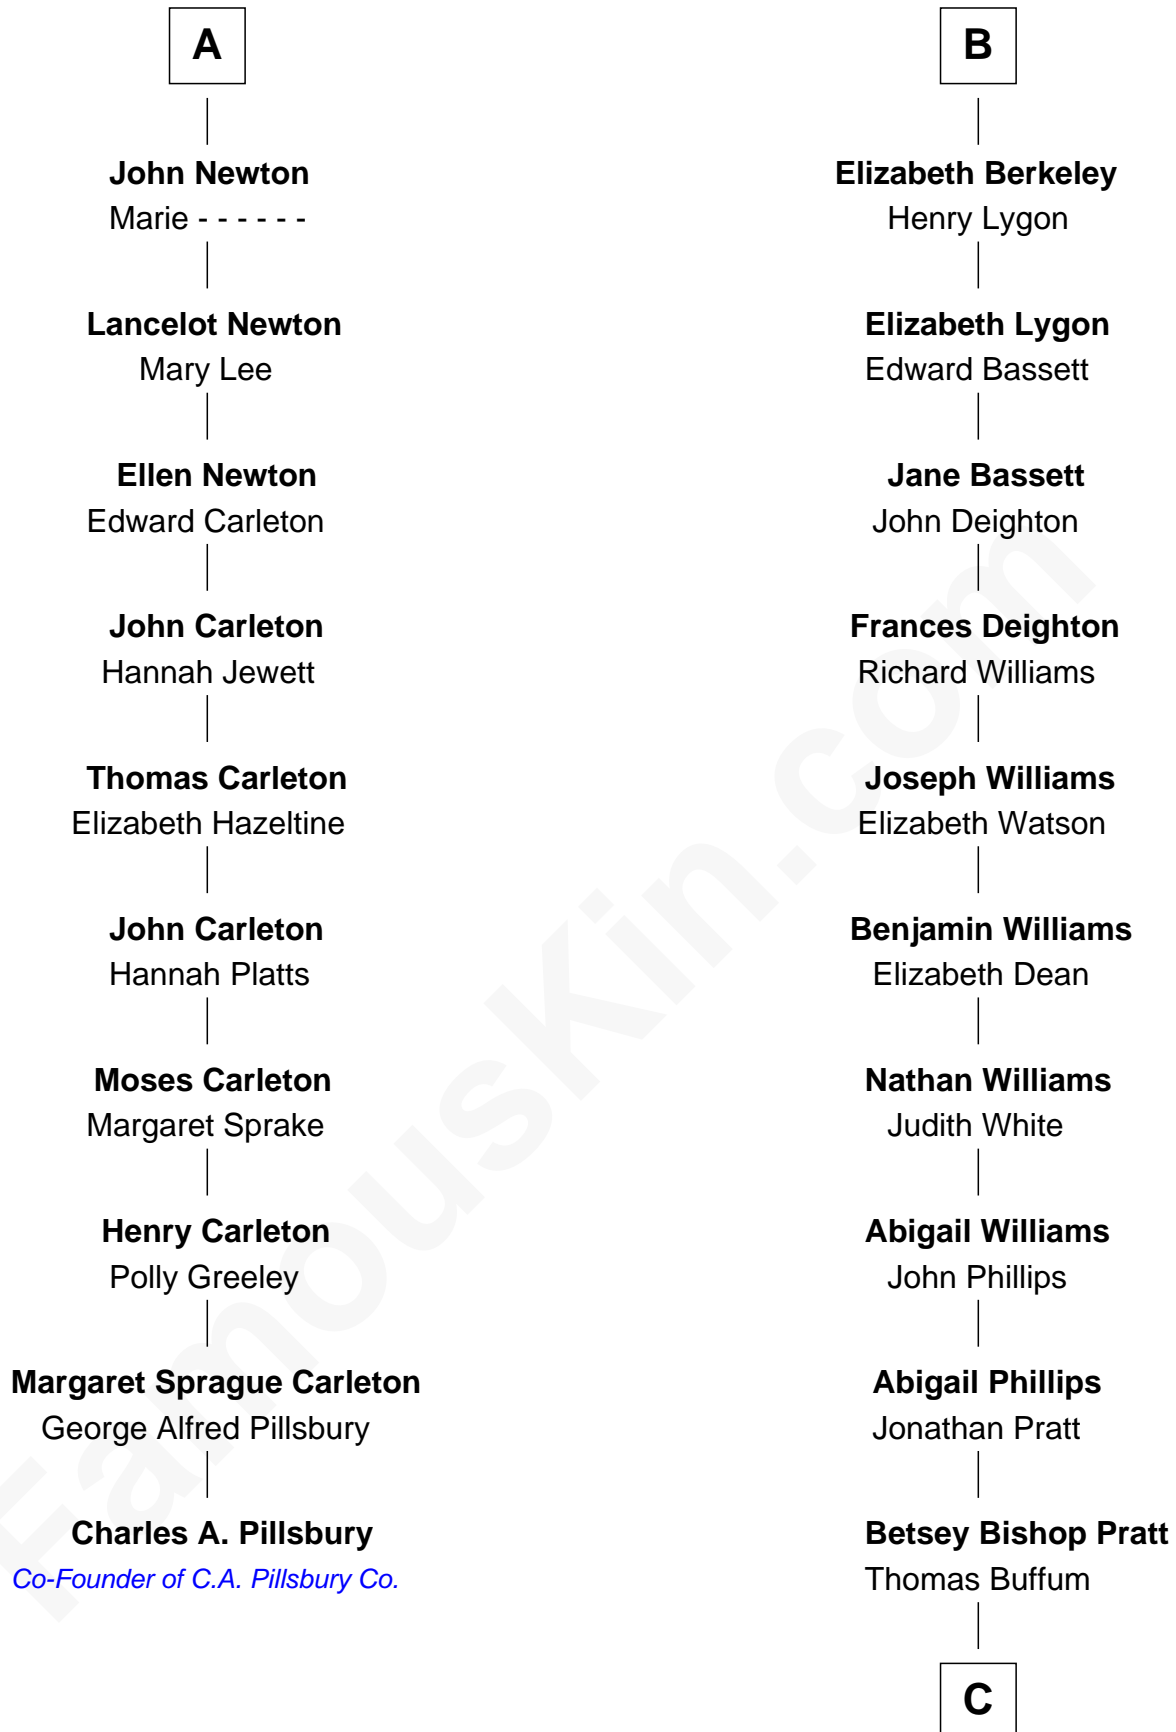 A
John Newton
Marie - - - - - -
Lancelot Newton
Mary Lee
Ellen Newton
Edward Carleton
John Carleton
Hannah Jewett
Thomas Carleton
Elizabeth Hazeltine
John Carleton
Hannah Platts
Moses Carleton
Margaret Sprake
Henry Carleton
Polly Greeley
Margaret Sprague Carleton
George Alfred Pillsbury
Charles A. Pillsbury
Co-Founder of C.A. Pillsbury Co.
B
Elizabeth Berkeley
Henry Lygon
Elizabeth Lygon
Edward Bassett
Jane Bassett
John Deighton
Frances Deighton
Richard Williams
Joseph Williams
Elizabeth Watson
Benjamin Williams
Elizabeth Dean
Nathan Williams
Judith White
Abigail Williams
John Phillips
Abigail Phillips
Jonathan Pratt
Betsey Bishop Pratt
Thomas Buffum
C
FamousKin.com